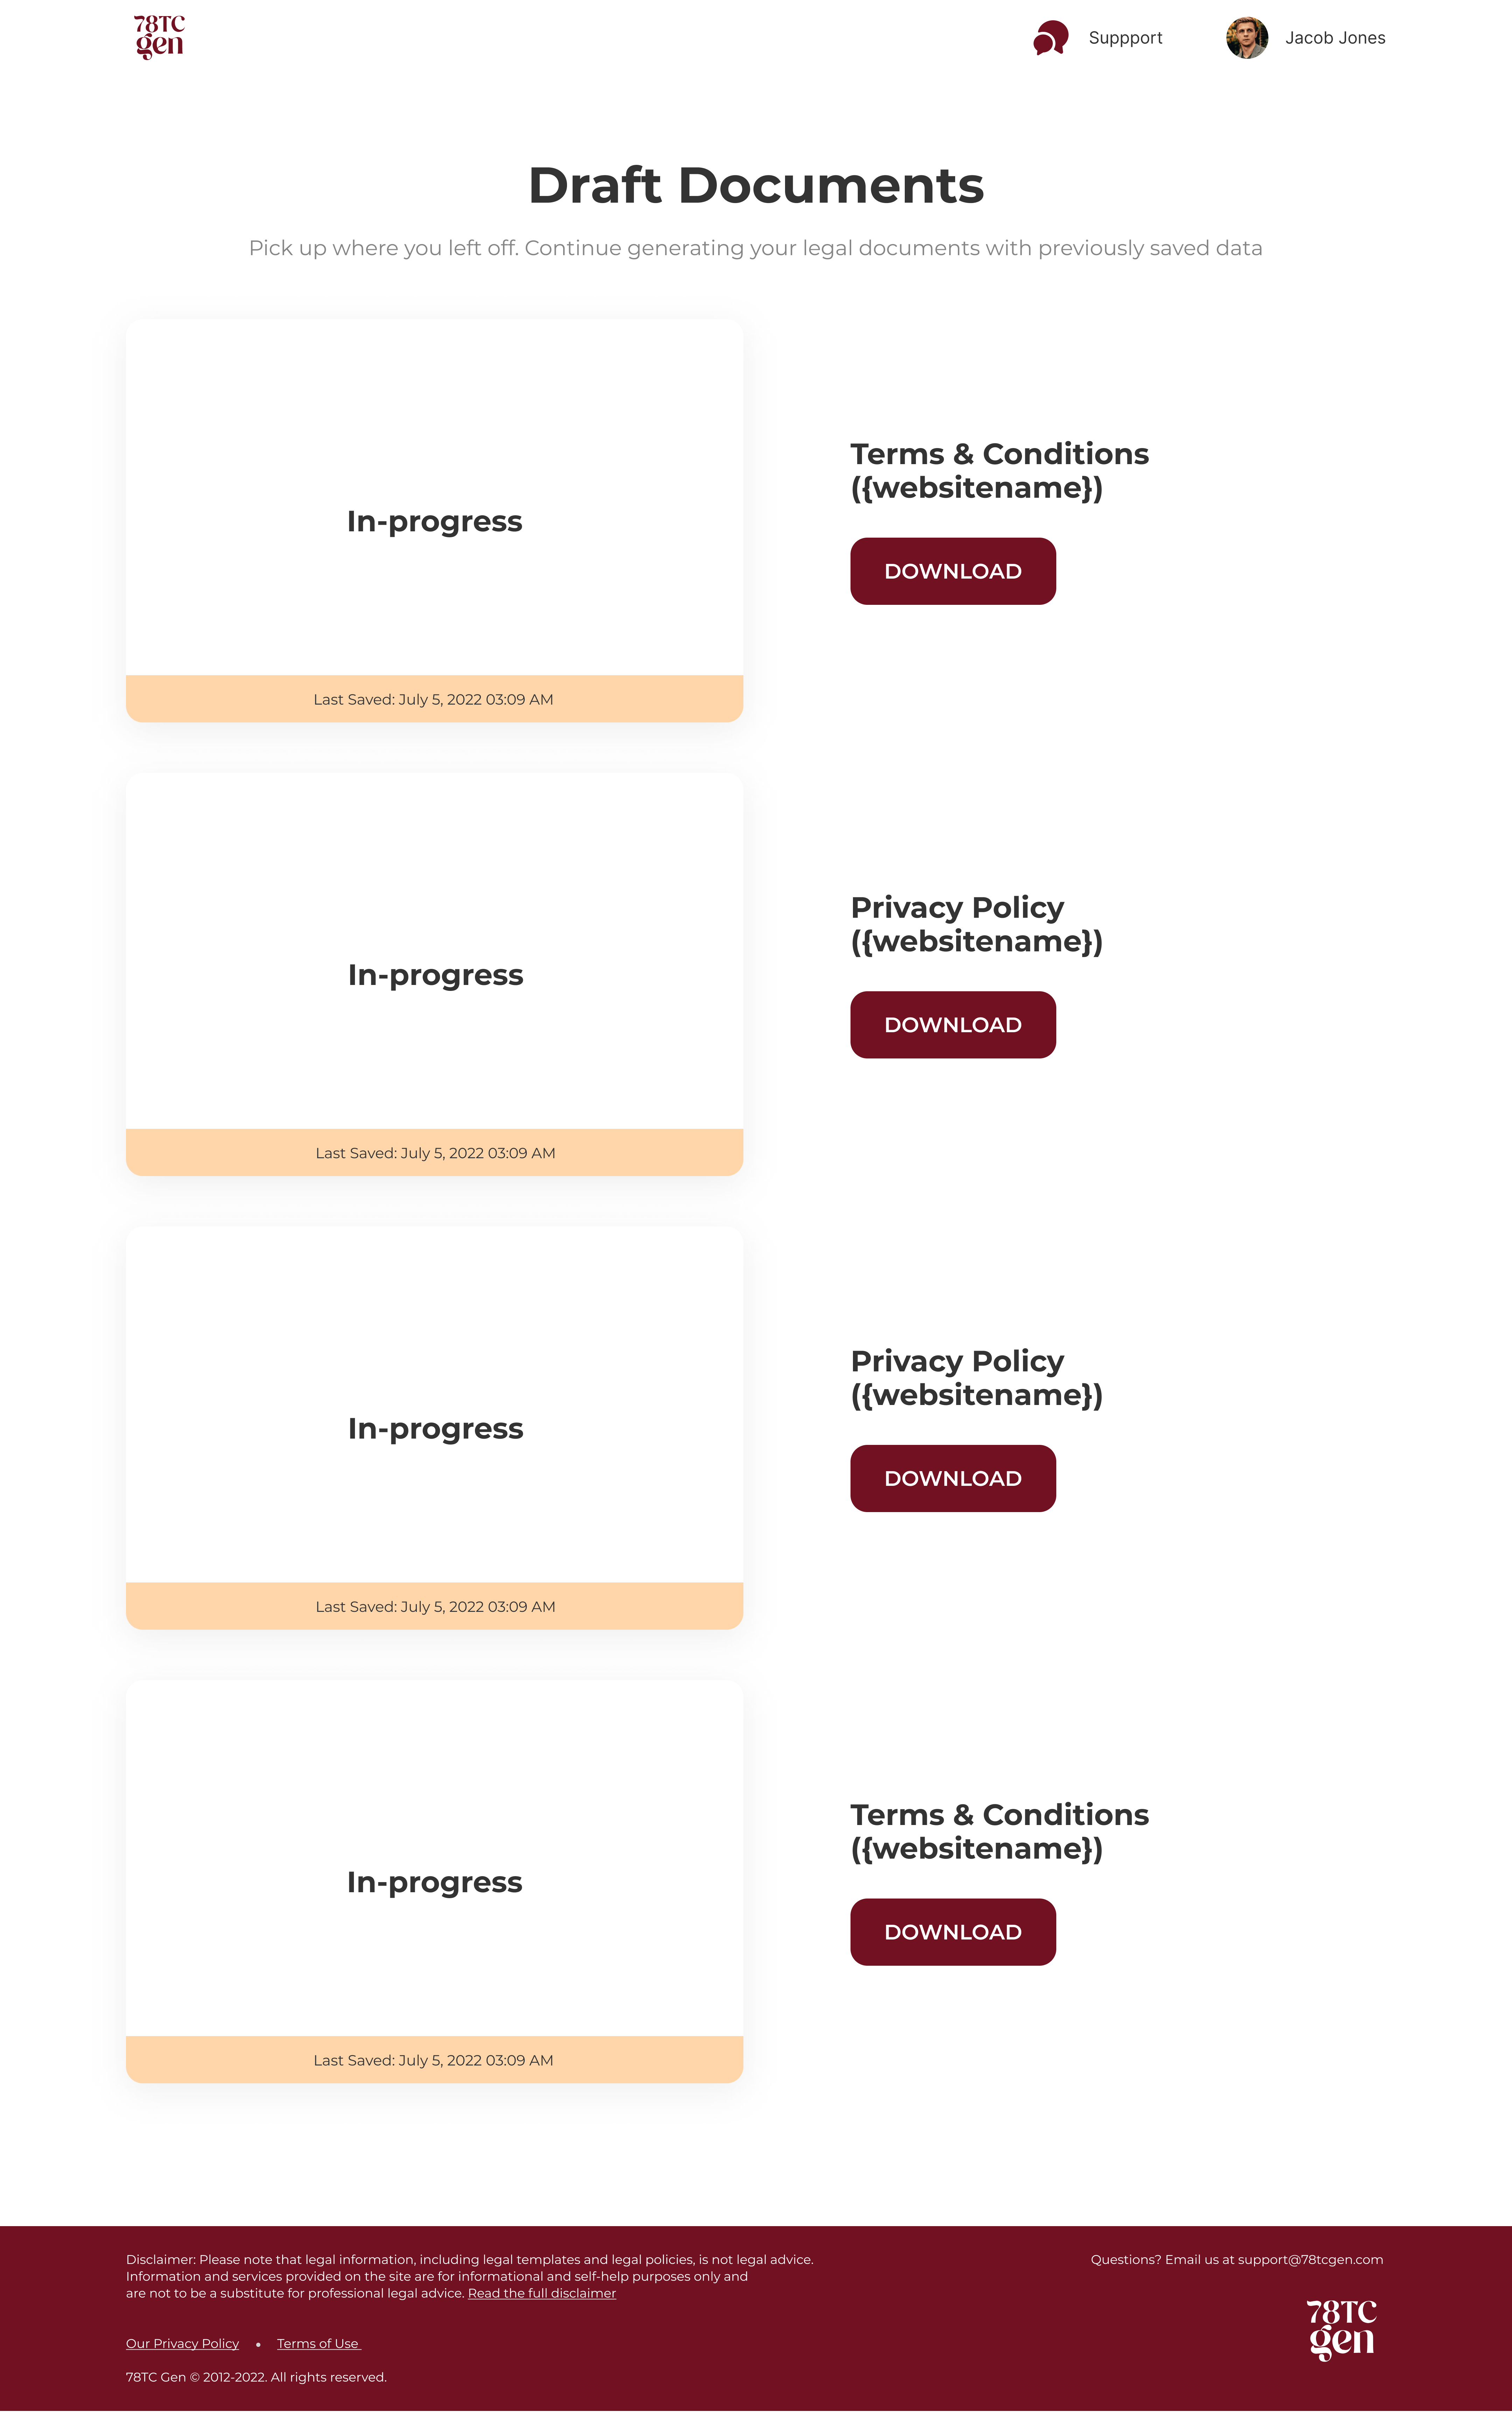 78TC
gen
Suppport
Jacob Jones
Draft Documents
Pick up where you left off. Continue generating your legal documents with previously saved data
In-progress
Last Saved: July 5, 2022 03:09 AM
Terms & Conditions
({websitename})
DOWNLOAD
In-progress
Last Saved: July 5, 2022 03:09 AM
Privacy Policy
({websitename})
DOWNLOAD
In-progress
Last Saved: July 5, 2022 03:09 AM
Privacy Policy
({websitename})
DOWNLOAD
In-progress
Last Saved: July 5, 2022 03:09 AM
Terms & Conditions
({websitename})
DOWNLOAD
Disclaimer: Please note that legal information, including legal templates and legal policies, is not legal advice.
Information and services provided on the site are for informational and self-help purposes only and
are not to be a substitute for professional legal advice. Read the full disclaimer
Our Privacy Policy • Terms of Use
78TC Gen © 2012-2022. All rights reserved.
Questions? Email us at support@78tcgen.com
78TC
gen